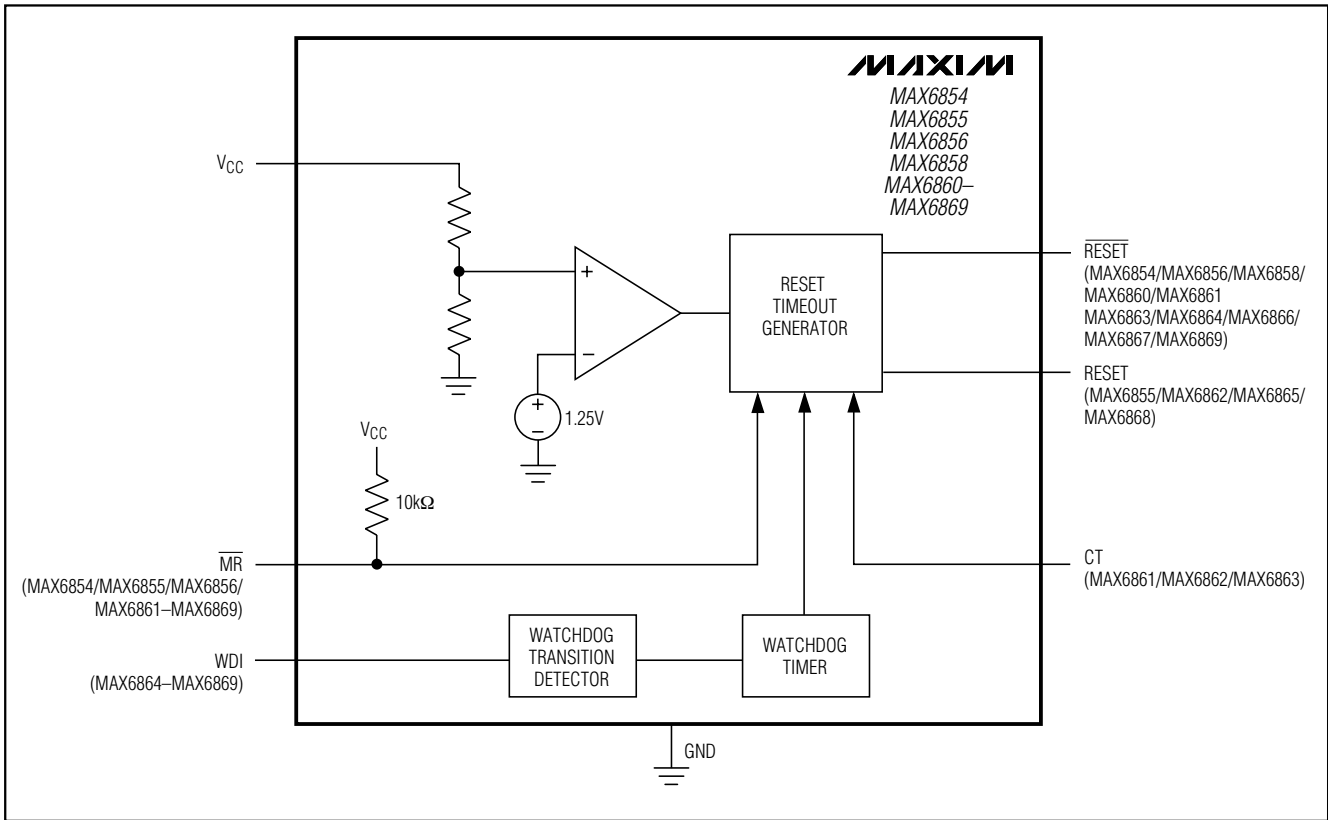 MAXIM
MAX6854
MAX6855
MAX6856
MAX6858
MAX6860–
MAX6869
VCC
+
−
+
−
1.25V
RESET
TIMEOUT
GENERATOR
RESET
(MAX6854/MAX6856/MAX6858/
MAX6860/MAX6861
MAX6863/MAX6864/MAX6866/
MAX6867/MAX6869)
RESET
(MAX6855/MAX6862/MAX6865/
MAX6868)
VCC
10kΩ
MR
(MAX6854/MAX6855/MAX6856/
MAX6861–MAX6869)
CT
(MAX6861/MAX6862/MAX6863)
WDI
(MAX6864–MAX6869)
WATCHDOG
TRANSITION
DETECTOR
WATCHDOG
TIMER
GND